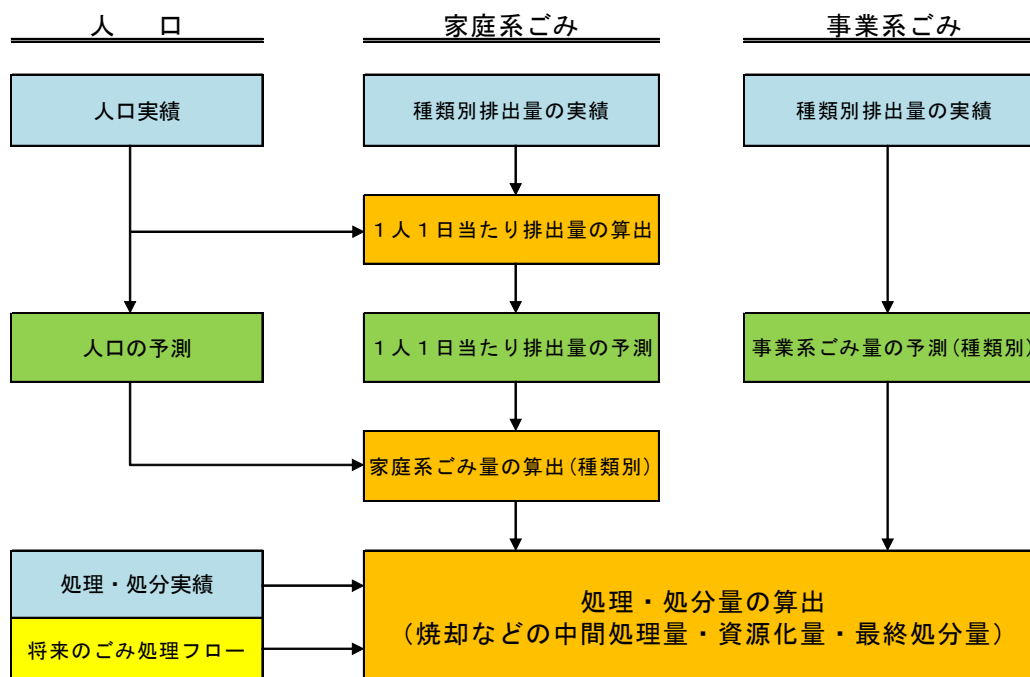 人　口
家庭系ごみ
事業系ごみ
人口実績
種類別排出量の実績
種類別排出量の実績
１人１日当たり排出量の算出
人口の予測
１人１日当たり排出量の予測
事業系ごみ量の予測(種類別)
家庭系ごみ量の算出(種類別)
処理・処分実績
処理・処分量の算出
（焼却などの中間処理量・資源化量・最終処分量）
将来のごみ処理フロー